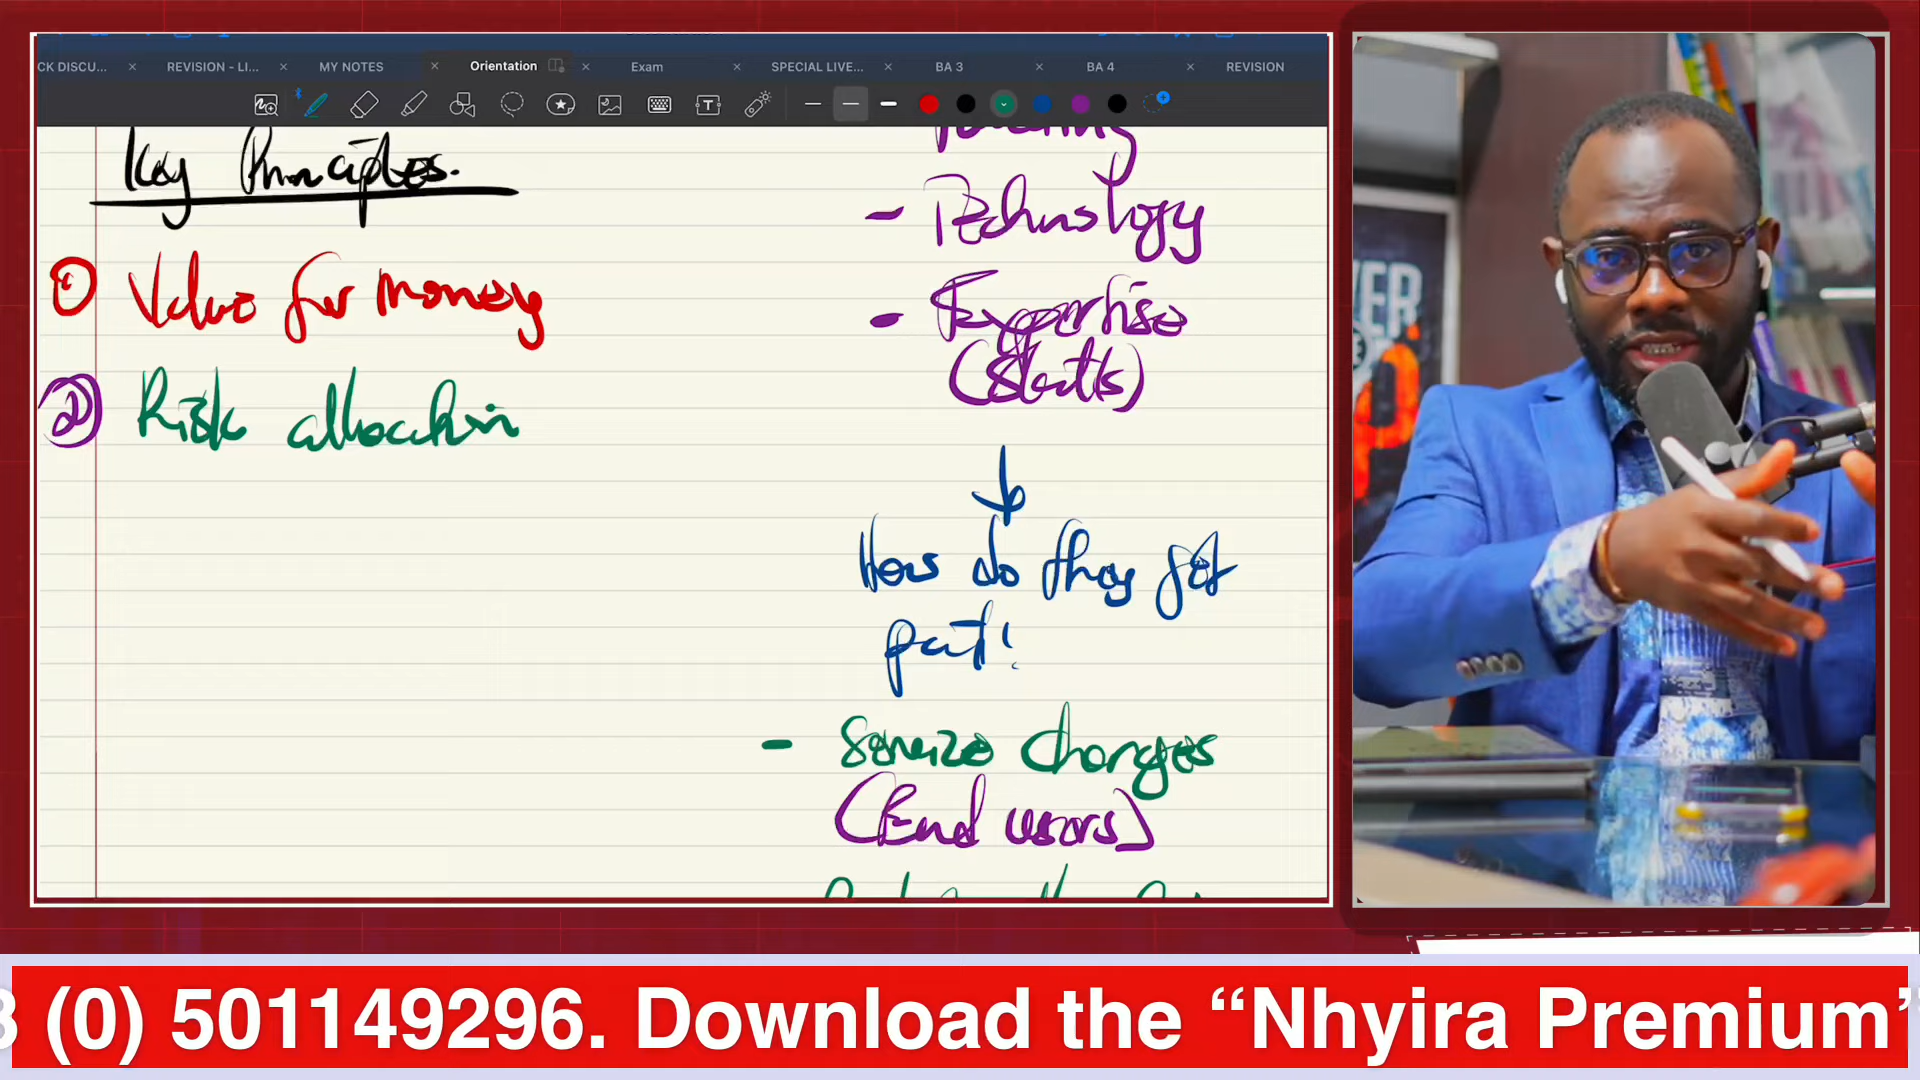 CK DISCU... REVISION - LI... MY NOTES Orientation Exam SPECIAL LIVE... BA 3 BA 4 REVISION
Key Principles.
① Value for money
② Risk allocation
- Technology
- Expertise
(Skills)
How do they get
paid?
- Service charges
(End users)
(0) 501149296. Download the “Nhyira Premium”